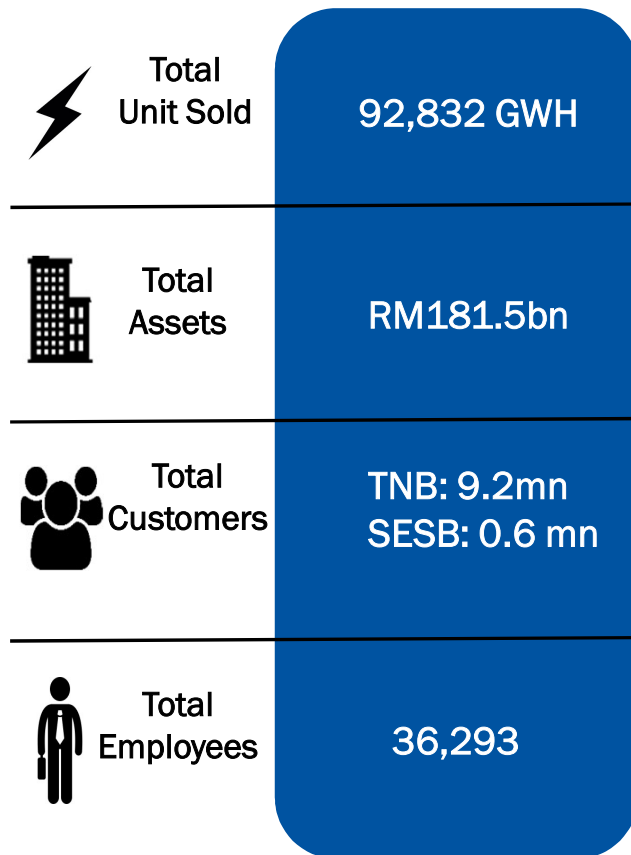 Total
Unit Sold
92,832 GWH
Total
Assets
RM181.5bn
Total
Customers
TNB: 9.2mn
SESB: 0.6 mn
Total
Employees
36,293